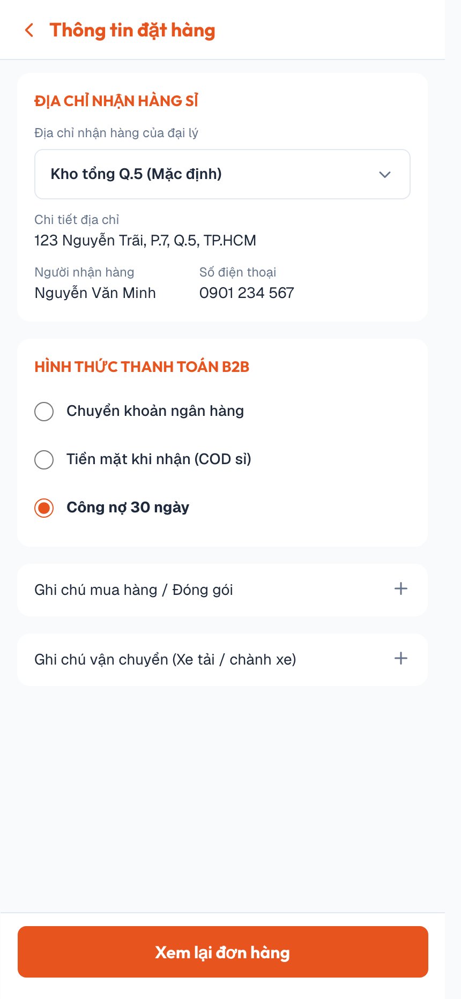 Thông tin đặt hàng
ĐỊA CHỈ NHẬN HÀNG SỈ
Địa chỉ nhận hàng của đại lý
Kho tổng Q.5 (Mặc định)
Chi tiết địa chỉ
123 Nguyễn Trãi, P.7, Q.5, TP.HCM
Người nhận hàng Số điện thoại
Nguyễn Văn Minh 0901 234 567
HÌNH THỨC THANH TOÁN B2B
Chuyển khoản ngân hàng
Tiền mặt khi nhận (COD sỉ)
Công nợ 30 ngày
Ghi chú mua hàng / Đóng gói
Ghi chú vận chuyển (Xe tải / chành xe)
Xem lại đơn hàng